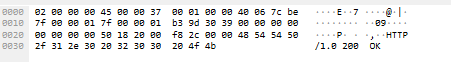 0000 02 00 00 00 45 00 00 37 00 01 00 00 40 06 7c be ····E··7 ····@·|·
0010 7f 00 00 01 7f 00 00 01 b3 9d 30 39 00 00 00 00 ········ ··09····
0020 00 00 00 00 50 18 20 00 f8 2c 00 00 48 54 54 50 ····P· · ·,··HTTP
0030 2f 31 2e 30 20 32 30 30 20 4f 4b /1.0 200  OK